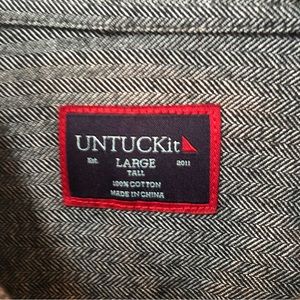 UNTUCKit
Est. LARGE 2011
TALL
100% COTTON
MADE IN CHINA